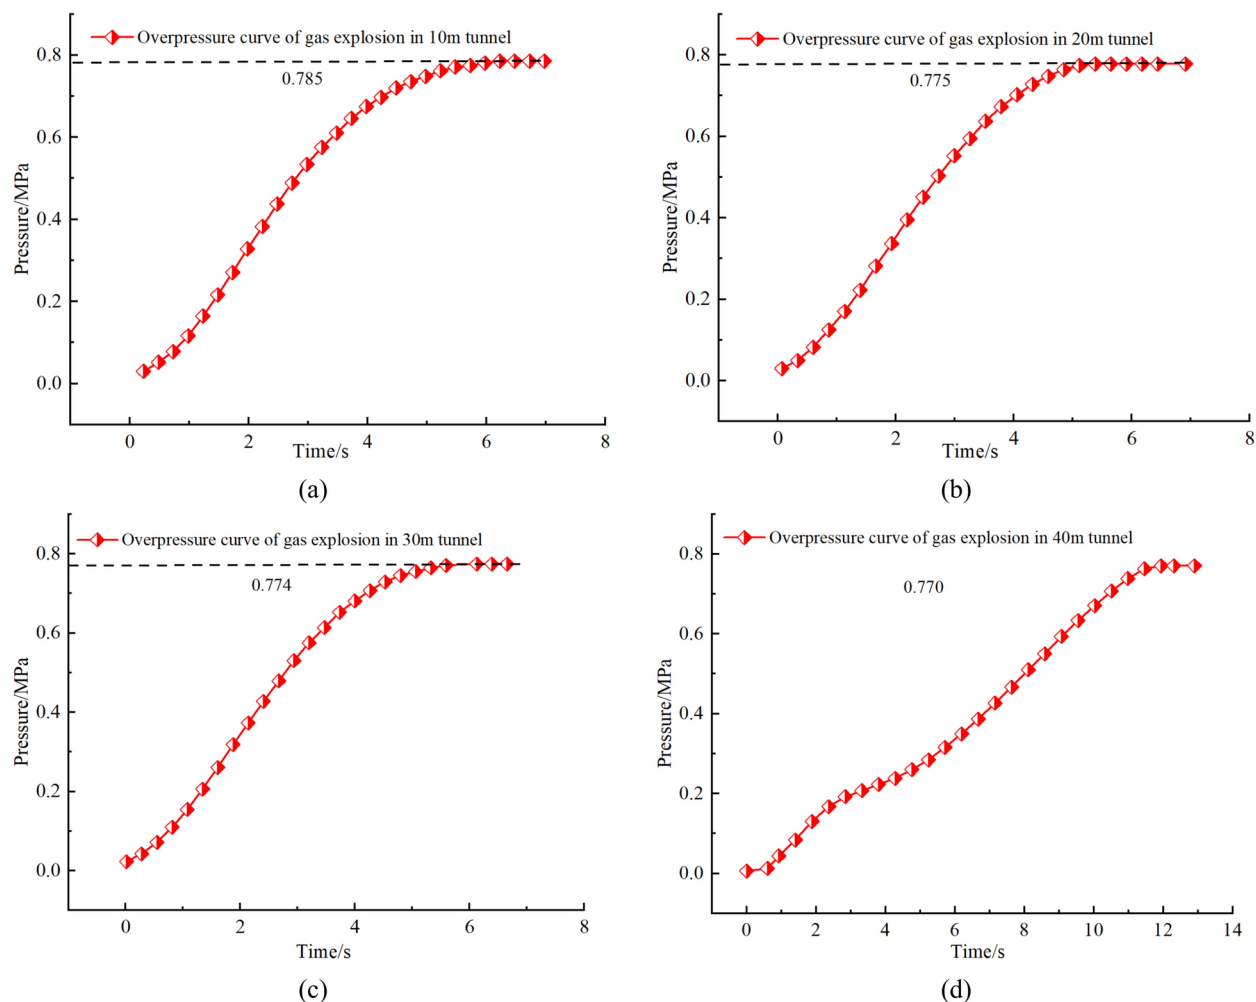 Overpressure curve of gas explosion in 10m tunnel
0.785
0.8
0.6
0.4
0.2
0.0
Pressure/MPa
0 2 4 6 8
Time/s
(a)
Overpressure curve of gas explosion in 20m tunnel
0.775
0.8
0.6
0.4
0.2
0.0
Pressure/MPa
0 2 4 6 8
Time/s
(b)
Overpressure curve of gas explosion in 30m tunnel
0.774
0.8
0.6
0.4
0.2
0.0
Pressure/MPa
0 2 4 6 8
Time/s
(c)
Overpressure curve of gas explosion in 40m tunnel
0.770
0.8
0.6
0.4
0.2
0.0
Pressure/MPa
0 2 4 6 8 10 12 14
Time/s
(d)